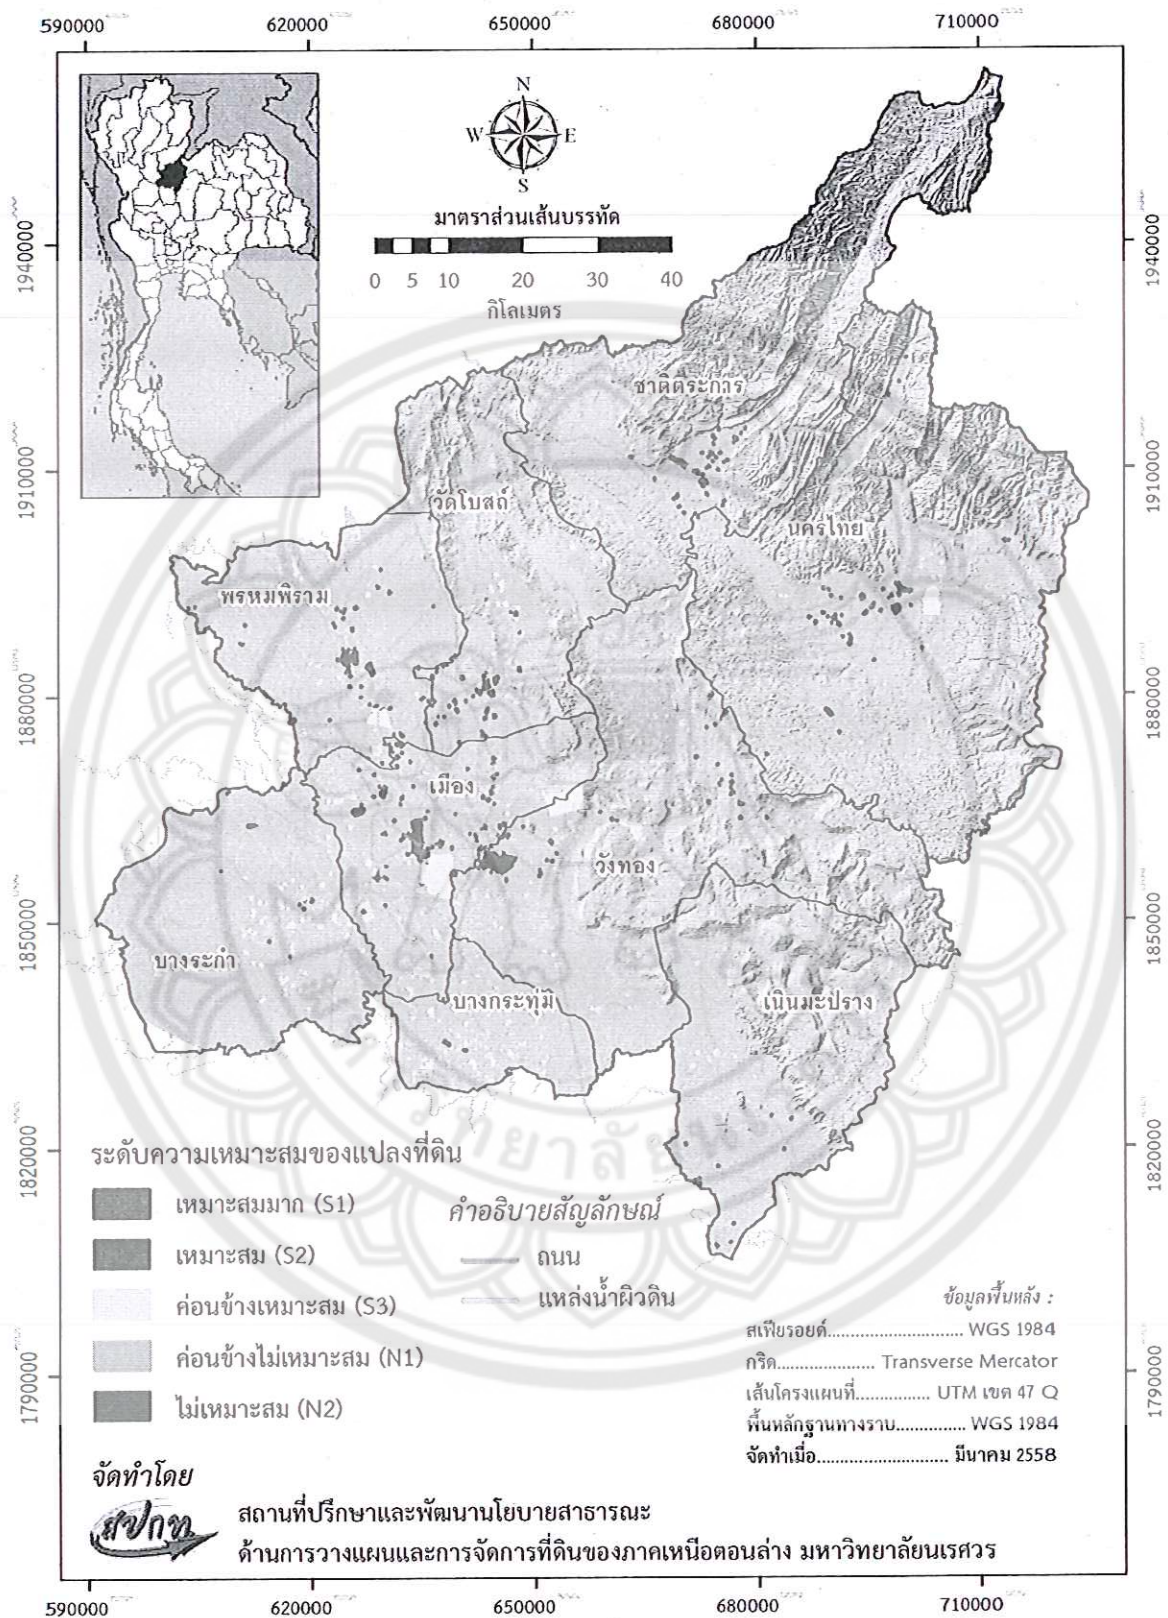 590000 620000 650000 680000 710000
N
W E
S
มาตราส่วนเส้นบรรทัด
0 5 10 20 30 40
กิโลเมตร
1940000 1940000
ชาติตระการ
1910000 1910000
วัดโบสถ์
นครไทย
พรหมพิราม
1880000 1880000
เมือง
วังทอง
1850000 1850000
บางระกำ
บางกระทุ่ม
เนินมะปราง
1820000 1820000
ระดับความเหมาะสมของแปลงที่ดิน
เหมาะสมมาก (S1)
เหมาะสม (S2)
ค่อนข้างเหมาะสม (S3)
ค่อนข้างไม่เหมาะสม (N1)
ไม่เหมาะสม (N2)
คำอธิบายสัญลักษณ์
ถนน
แหล่งน้ำผิวดิน
ข้อมูลพื้นหลัง :
สเฟียรอยด์.......................... WGS 1984
กริด................... Transverse Mercator
เส้นโครงแผนที่.............. UTM เขต 47 Q
พื้นหลักฐานทางราบ.............. WGS 1984
จัดทำเมื่อ.......................... มีนาคม 2558
1790000 1790000
จัดทำโดย
สปกท.
สถานที่ปรึกษาและพัฒนานโยบายสาธารณะ
ด้านการวางแผนและการจัดการที่ดินของภาคเหนือตอนล่าง มหาวิทยาลัยนเรศวร
590000 620000 650000 680000 710000